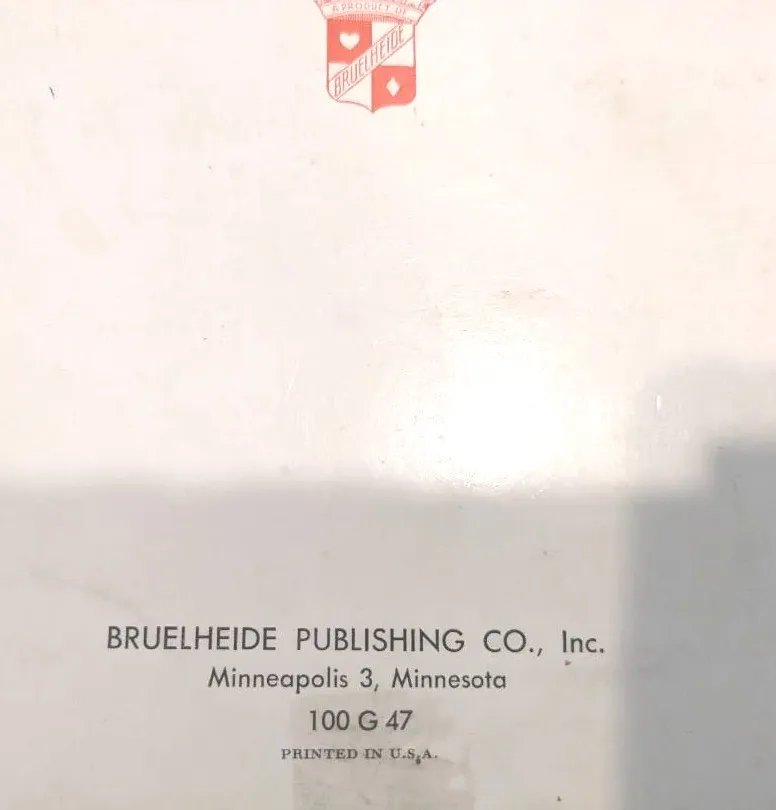 A PRODUCT OF
BRUELHEIDE
BRUELHEIDE PUBLISHING CO., Inc.
Minneapolis 3, Minnesota
100 G 47
PRINTED IN U.S.A.